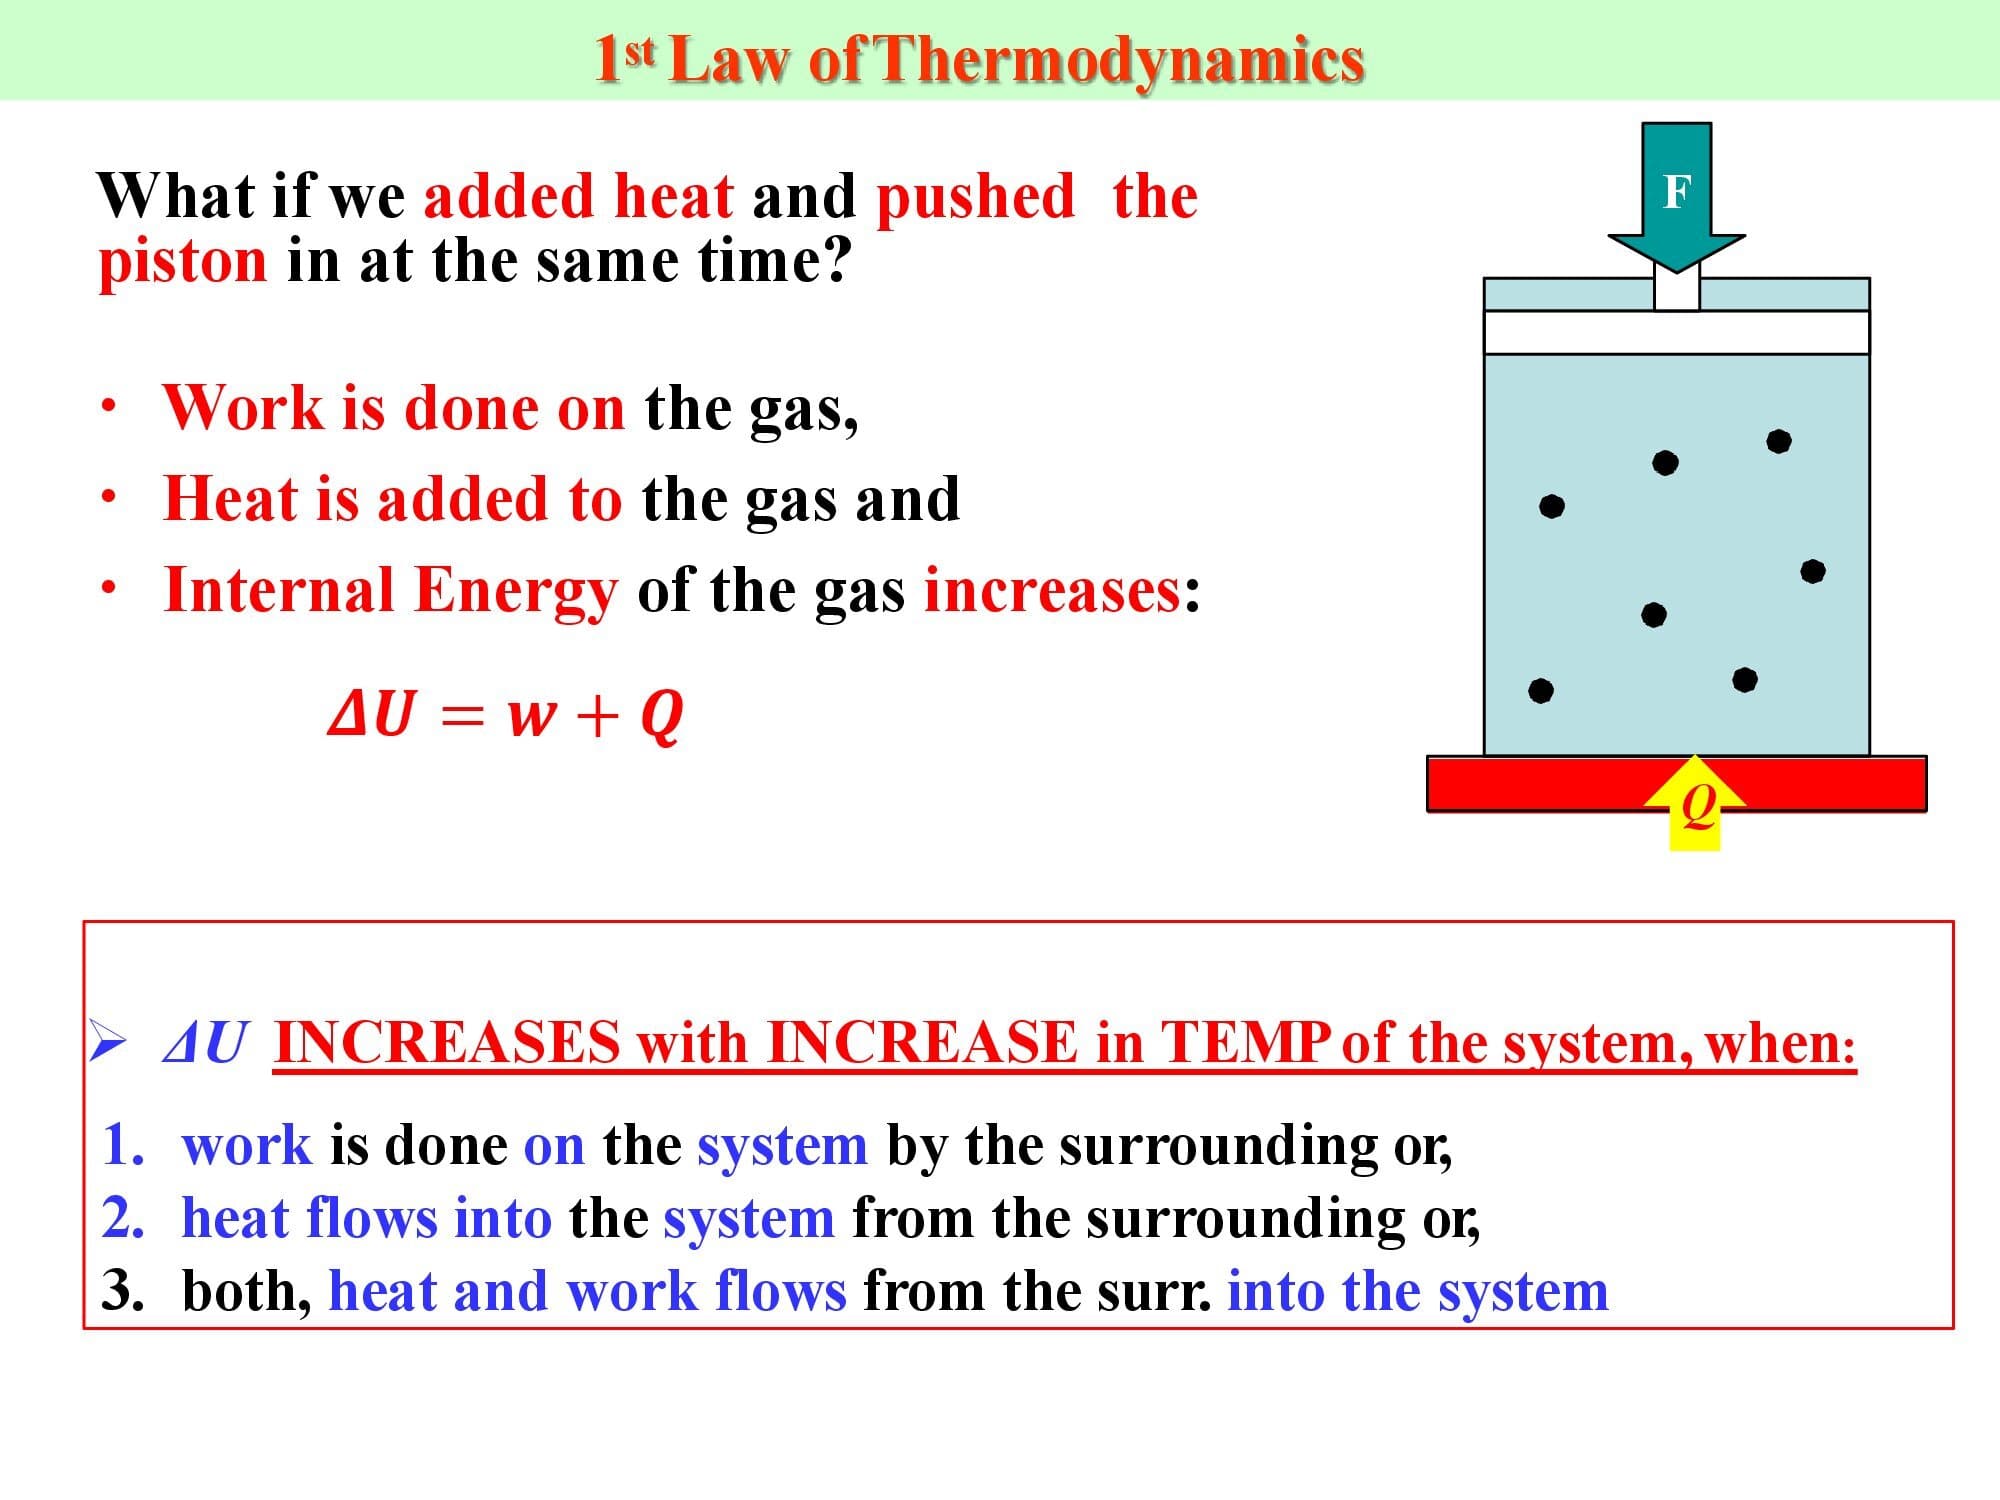 1st Law of Thermodynamics
What if we added heat and pushed the
piston in at the same time?
F
• Work is done on the gas,
• Heat is added to the gas and
• Internal Energy of the gas increases:
ΔU = w + Q
Q
➢ ΔU INCREASES with INCREASE in TEMP of the system, when:
1. work is done on the system by the surrounding or,
2. heat flows into the system from the surrounding or,
3. both, heat and work flows from the surr. into the system